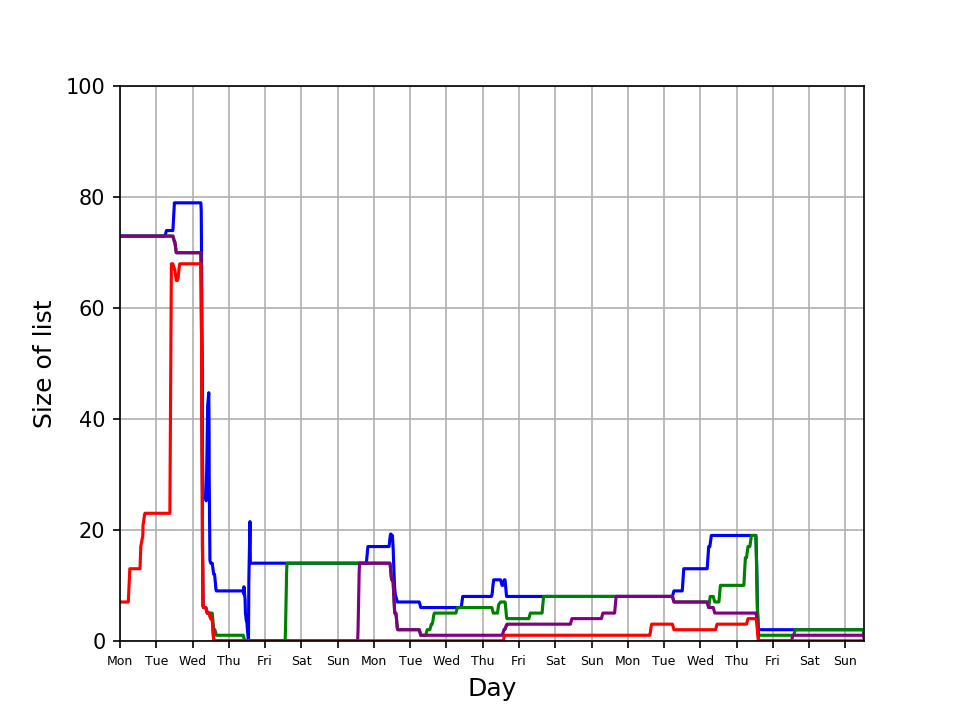 100
80
60
40
20
0
Size of list
Mon Tue Wed Thu Fri Sat Sun Mon Tue Wed Thu Fri Sat Sun Mon Tue Wed Thu Fri Sat Sun
Day